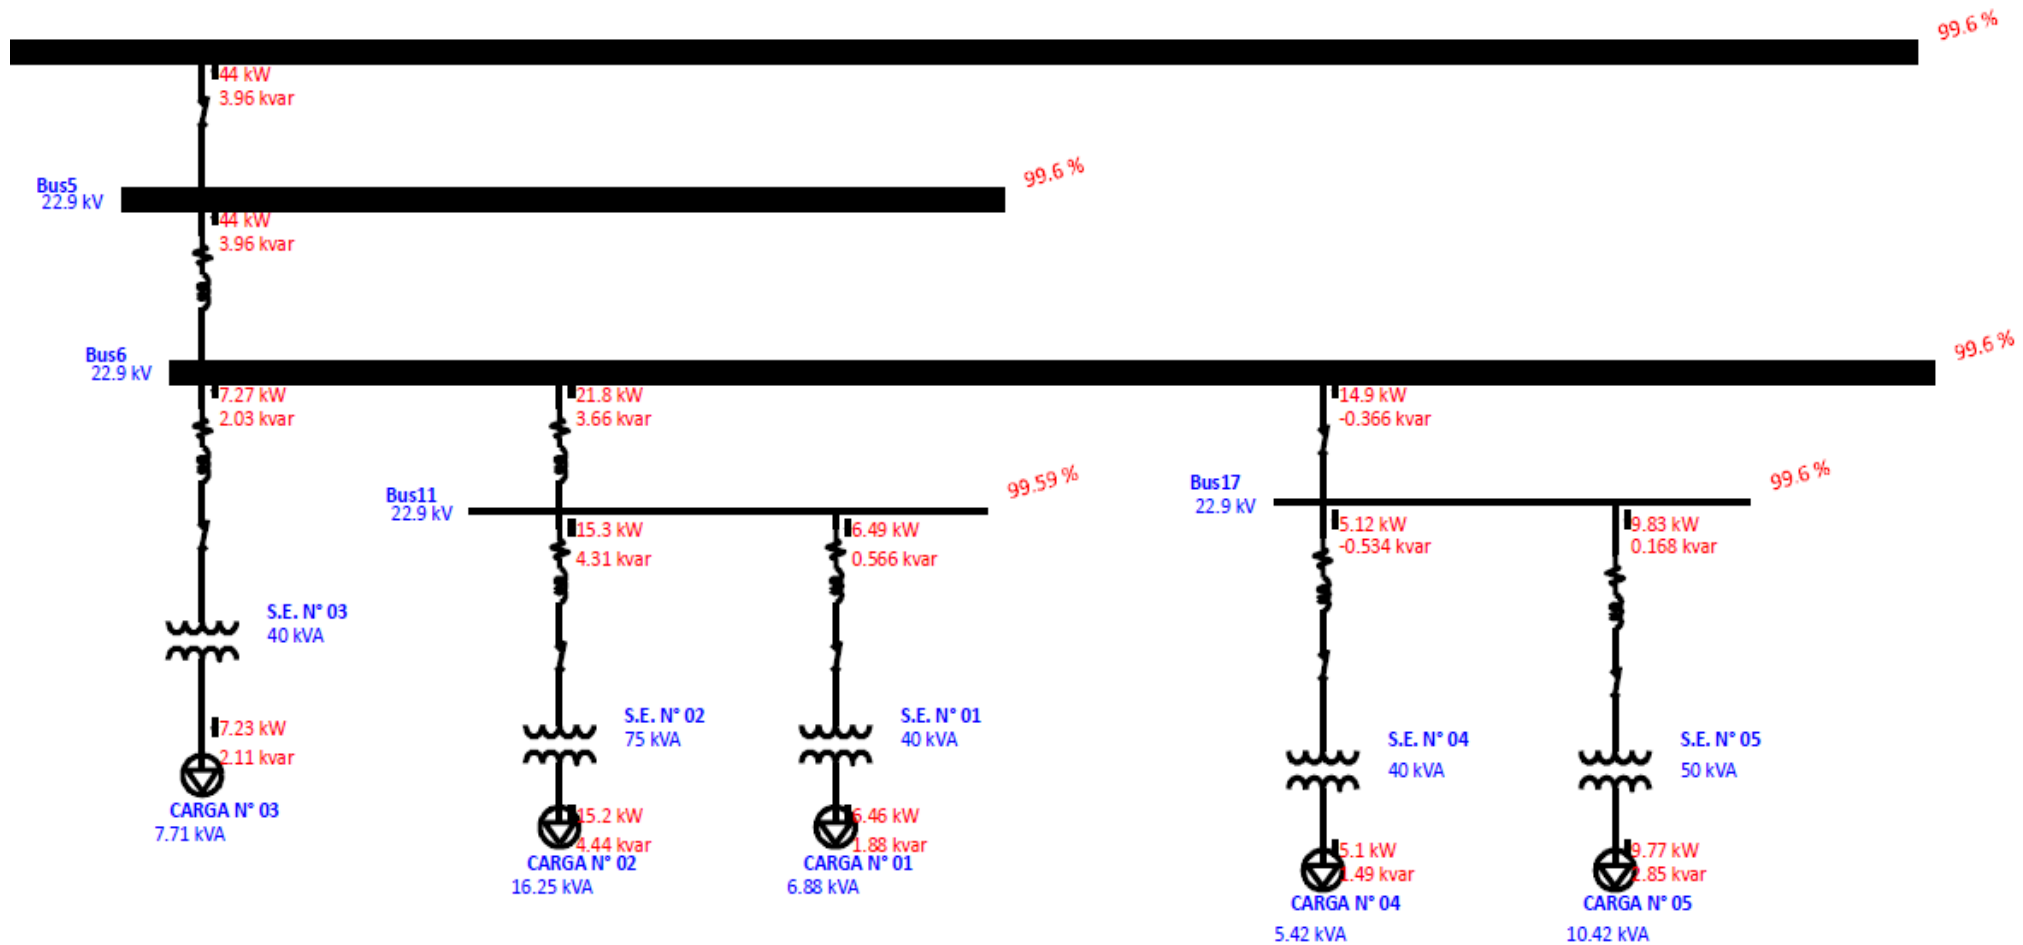 99.6 %
44 kW
3.96 kvar
99.6 %
Bus5
22.9 kV
44 kW
3.96 kvar
99.6 %
Bus6
22.9 kV
7.27 kW
2.03 kvar
21.8 kW
3.66 kvar
14.9 kW
-0.366 kvar
99.59 %
99.6 %
Bus11
22.9 kV
Bus17
22.9 kV
15.3 kW
4.31 kvar
6.49 kW
0.566 kvar
5.12 kW
-0.534 kvar
9.83 kW
0.168 kvar
S.E. N° 03
40 kVA
S.E. N° 02
75 kVA
S.E. N° 01
40 kVA
S.E. N° 04
40 kVA
S.E. N° 05
50 kVA
7.23 kW
2.11 kvar
CARGA N° 03
7.71 kVA
15.2 kW
4.44 kvar
CARGA N° 02
16.25 kVA
6.46 kW
1.88 kvar
CARGA N° 01
6.88 kVA
5.1 kW
1.49 kvar
CARGA N° 04
5.42 kVA
9.77 kW
2.85 kvar
CARGA N° 05
10.42 kVA